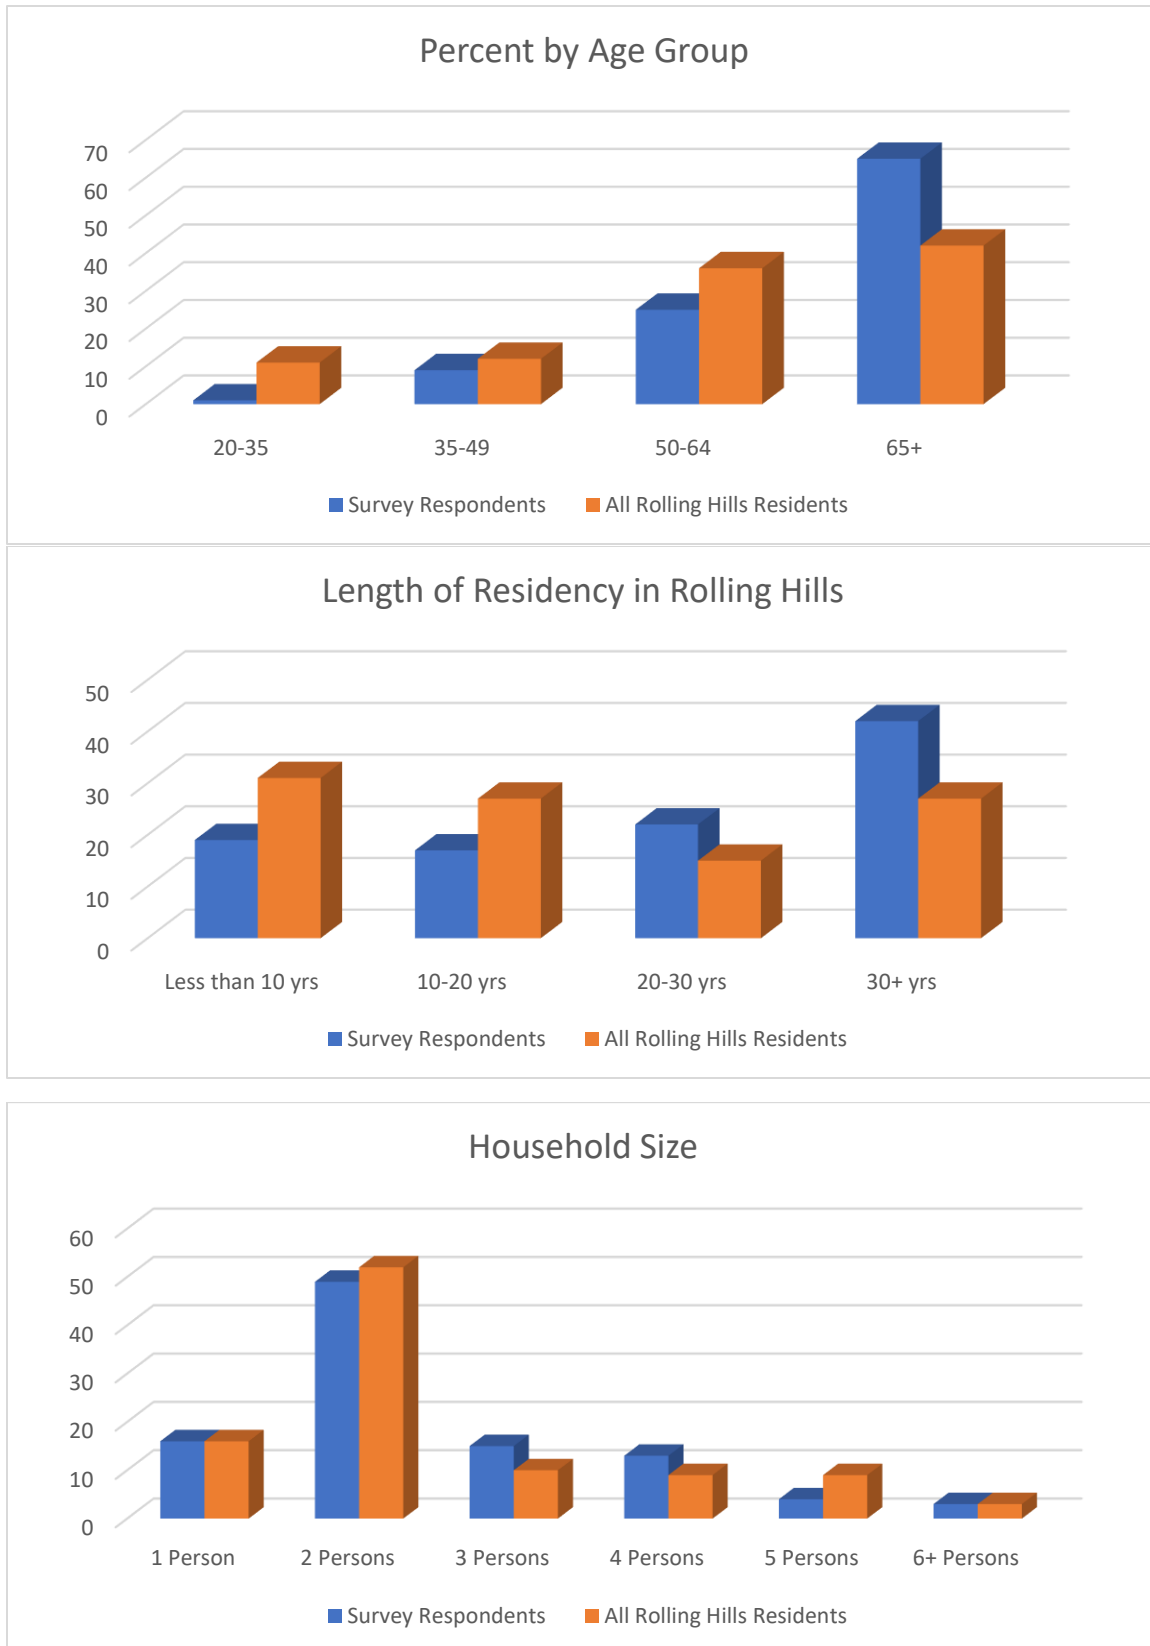 Percent by Age Group
70
60
50
40
30
20
10
0
20-35 35-49 50-64 65+
Survey Respondents All Rolling Hills Residents
Length of Residency in Rolling Hills
50
40
30
20
10
0
Less than 10 yrs 10-20 yrs 20-30 yrs 30+ yrs
Survey Respondents All Rolling Hills Residents
Household Size
60
50
40
30
20
10
0
1 Person 2 Persons 3 Persons 4 Persons 5 Persons 6+ Persons
Survey Respondents All Rolling Hills Residents